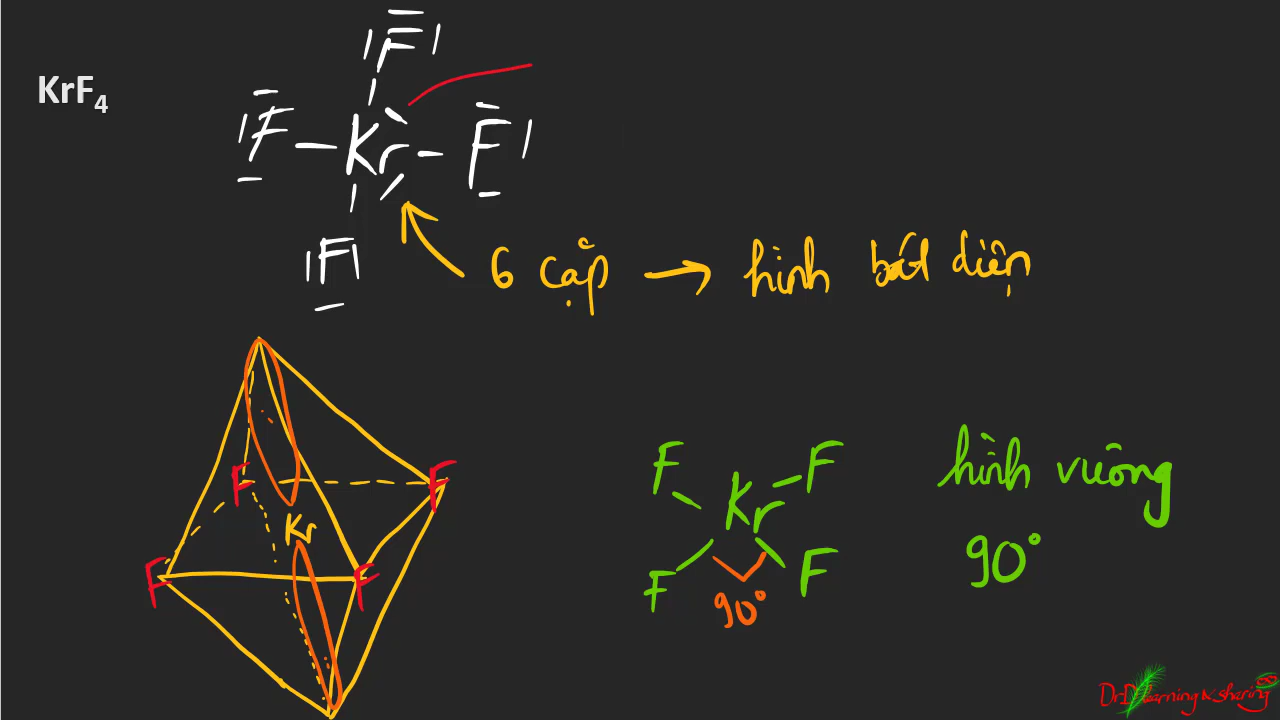 KrF4
F
F Kr F
F
6 cặp → hình bát diện
F
F
Kr
F
F
F F
Kr
F F
90°
hình vuông
90°
Dr.D learning & sharing